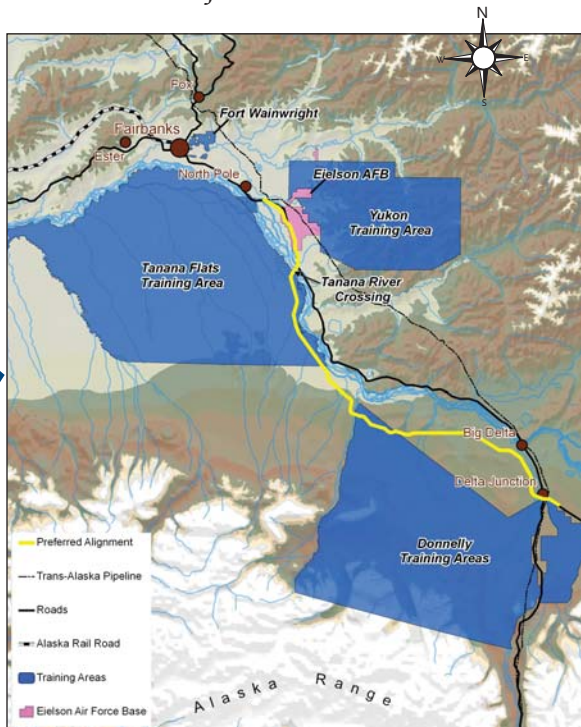 N
W
E
S
Fox
Fort Wainwright
Fairbanks
Ester
North Pole
Eielson AFB
Yukon
Training Area
Tanana Flats
Training Area
Tanana River
Crossing
Big Delta
Delta Junction
Donnelly
Training Areas
Preferred Alignment
Trans-Alaska Pipeline
Roads
Alaska Rail Road
Training Areas
Eielson Air Force Base
Alaska Range